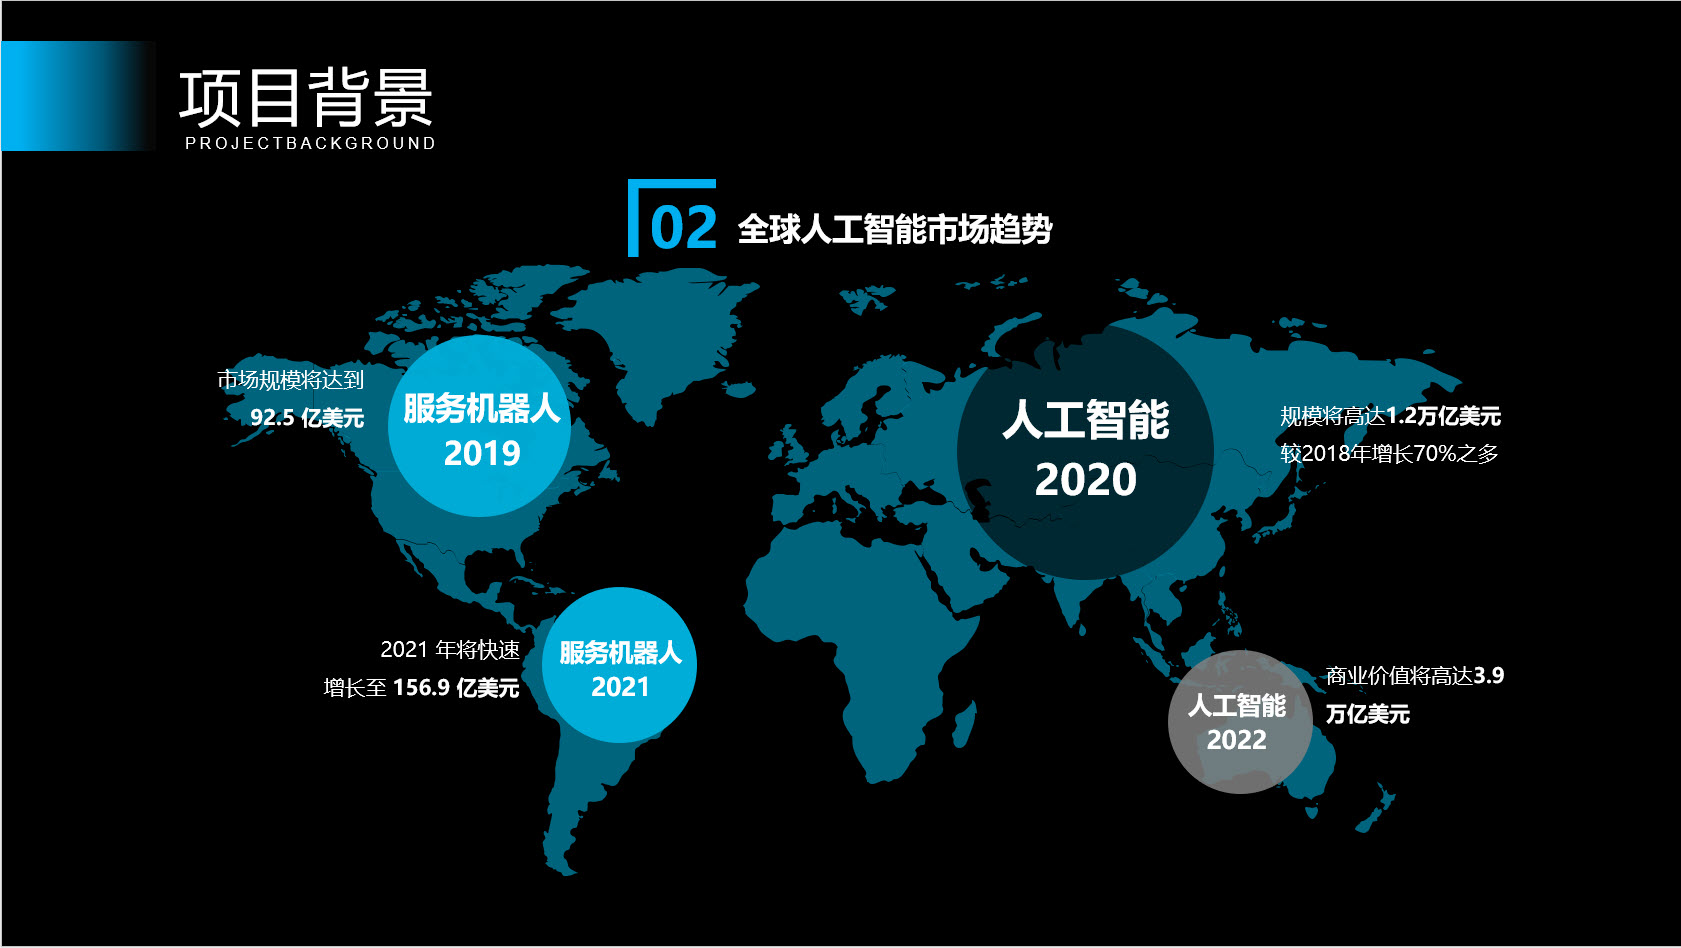 项目背景
PROJECTBACKGROUND
02 全球人工智能市场趋势
市场规模将达到
92.5 亿美元
服务机器人
2019
人工智能
2020
规模将高达1.2万亿美元
较2018年增长70%之多
2021 年将快速
增长至 156.9 亿美元
服务机器人
2021
人工智能
2022
商业价值将高达3.9
万亿美元